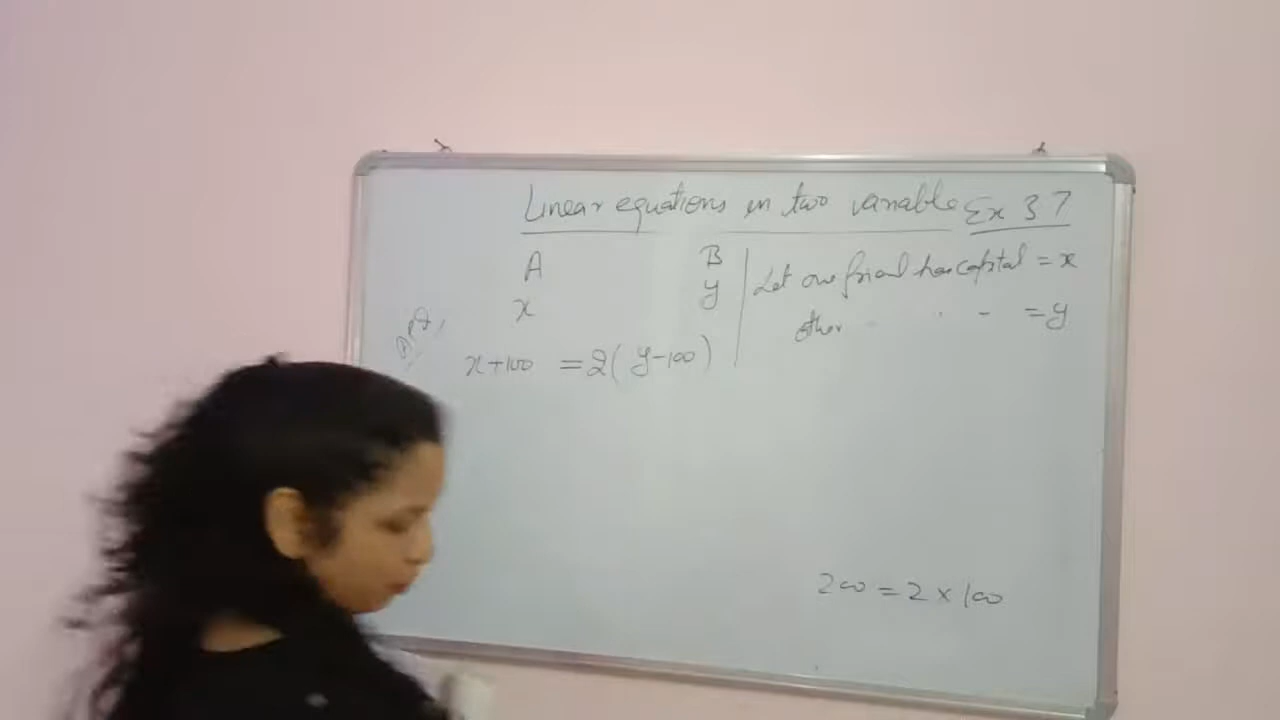 Linear equations in two variable Ex 3 7
A B
x y
Let one friend has capital = x
other " - = y
APQ,
x+100 = 2( y-100)
200 = 2 x 100